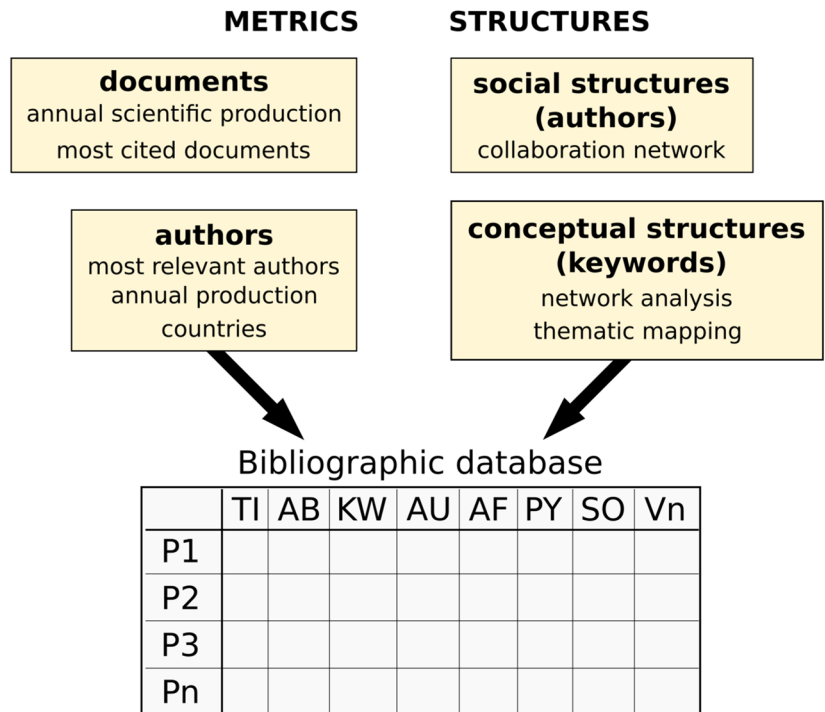 METRICS STRUCTURES
documents
annual scientific production
most cited documents
social structures
(authors)
collaboration network
authors
most relevant authors
annual production
countries
conceptual structures
(keywords)
network analysis
thematic mapping
Bibliographic database
TI AB KW AU AF PY SO Vn
P1
P2
P3
Pn